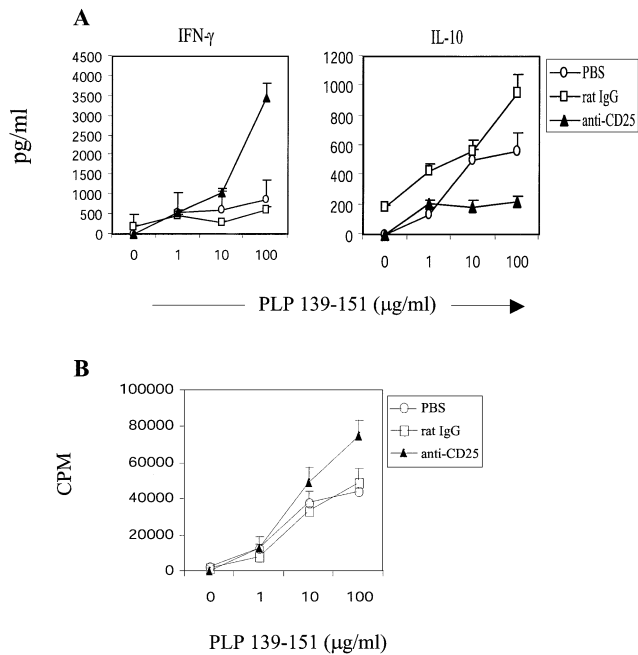 A
IFN-γ
IL-10
pg/ml
4500
4000
3500
3000
2500
2000
1500
1000
500
0
0 1 10 100
1200
1000
800
600
400
200
0
0 1 10 100
PBS
rat IgG
anti-CD25
PLP 139-151 (μg/ml)
B
CPM
100000
80000
60000
40000
20000
0
0 1 10 100
PBS
rat IgG
anti-CD25
PLP 139-151 (μg/ml)